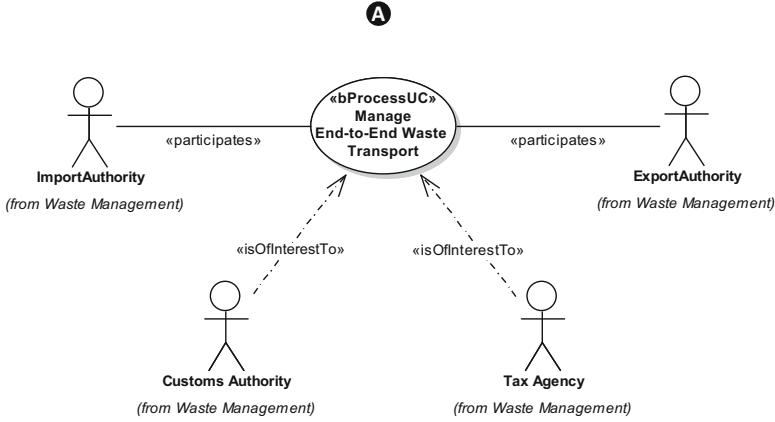 A
«bProcessUC»
Manage
End-to-End Waste
Transport
«participates»
«participates»
ImportAuthority
(from Waste Management)
ExportAuthority
(from Waste Management)
«isOfInterestTo»
«isOfInterestTo»
Customs Authority
(from Waste Management)
Tax Agency
(from Waste Management)